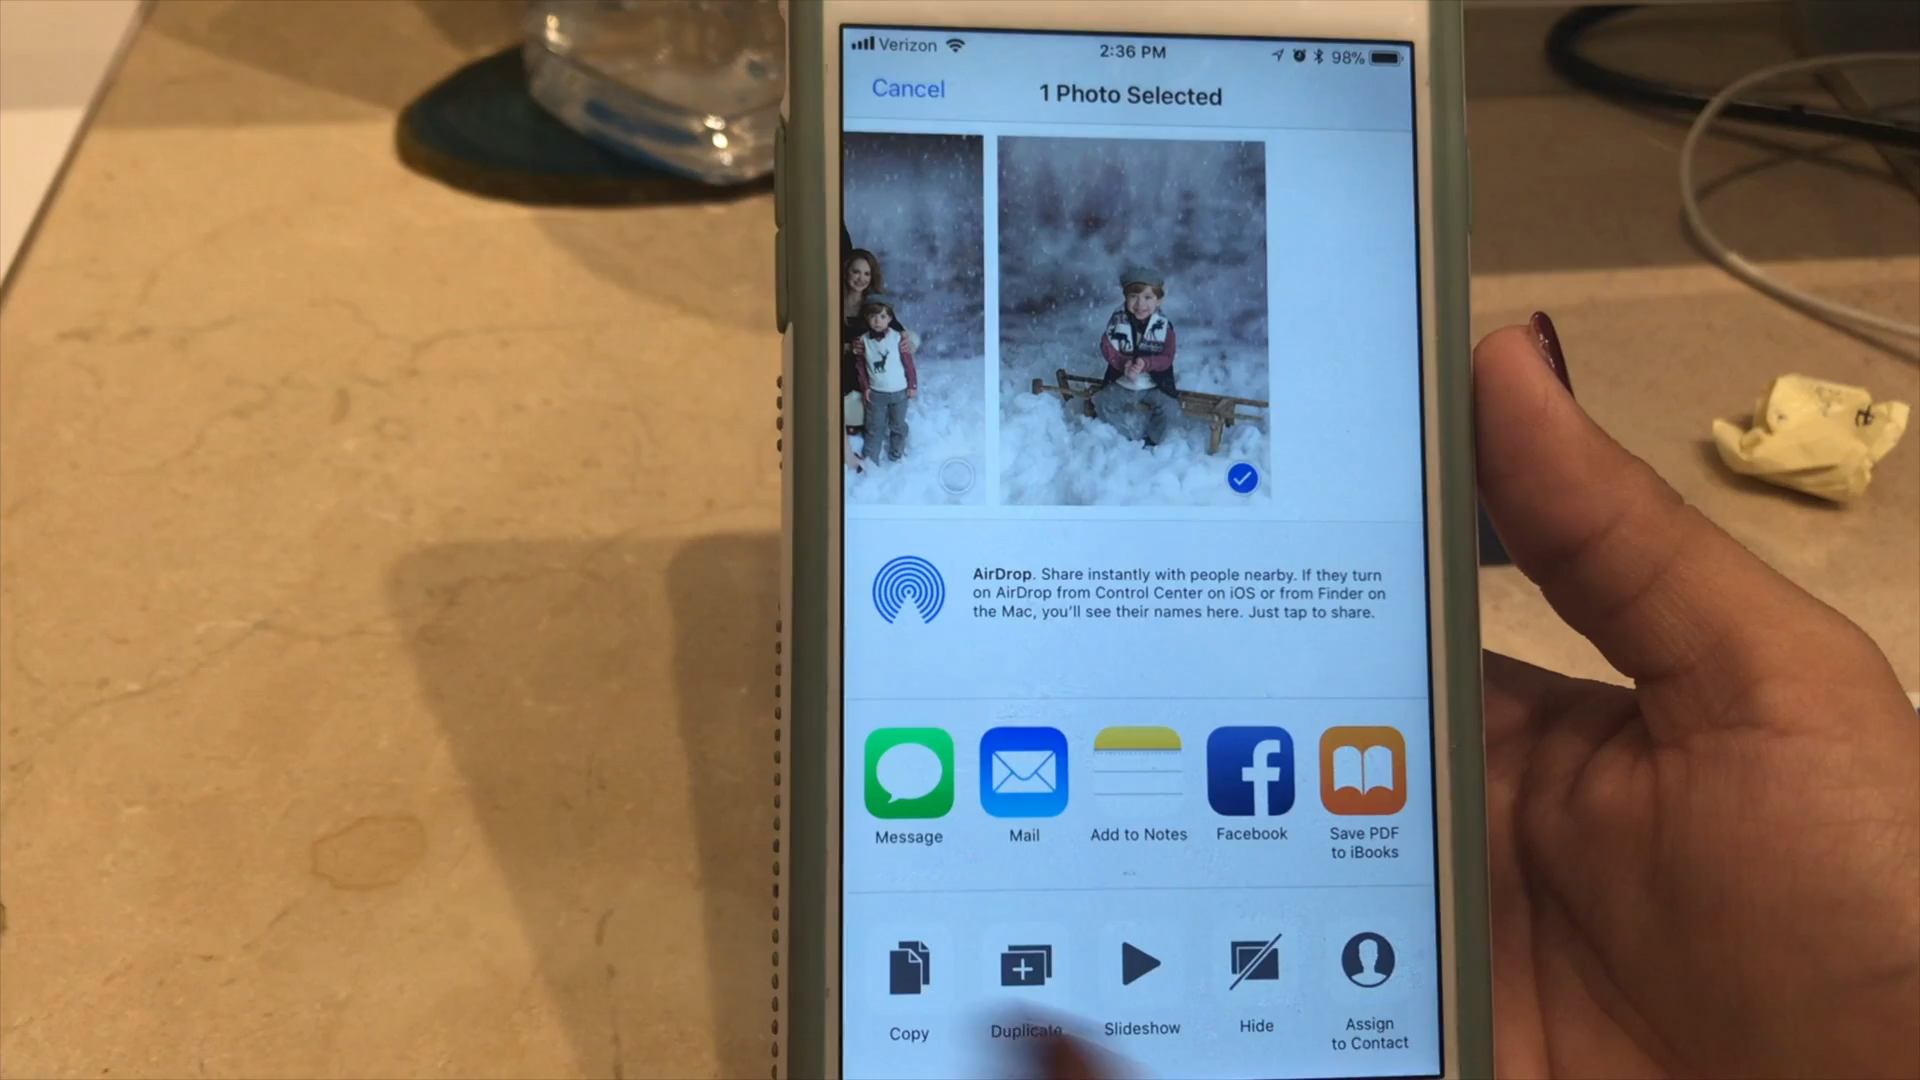 Verizon
2:36 PM
98%
Cancel
1 Photo Selected
AirDrop. Share instantly with people nearby. If they turn
on AirDrop from Control Center on iOS or from Finder on
the Mac, you'll see their names here. Just tap to share.
Message
Mail
Add to Notes
Facebook
Save PDF
to iBooks
Copy
Duplicate
Slideshow
Hide
Assign
to Contact